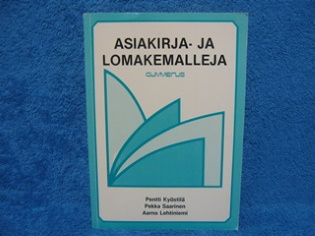 ASIAKIRJA- JA
LOMAKEMALLEJA
GUMMERUS
Pentti Kyöstilä
Pekka Saarinen
Aarno Lehtiniemi